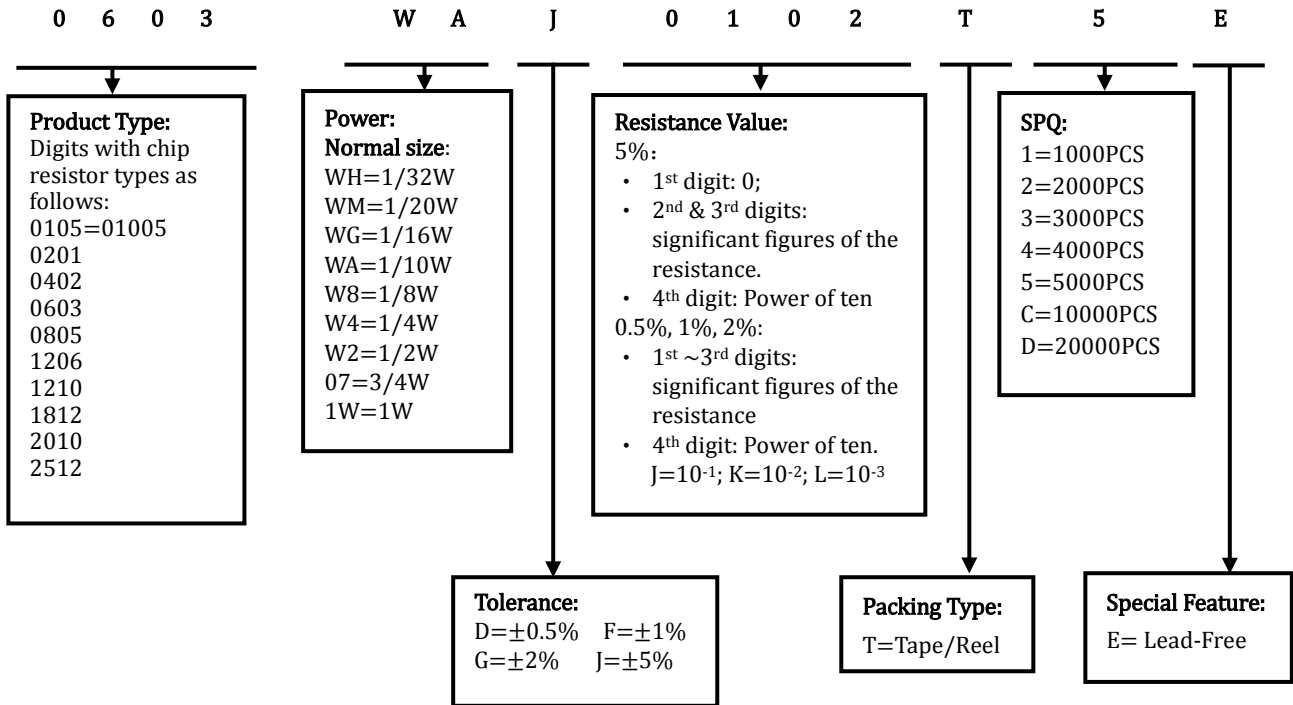 0 6 0 3 W A J 0 1 0 2 T 5 E
Product Type:
Digits with chip
resistor types as
follows:
0105=01005
0201
0402
0603
0805
1206
1210
1812
2010
2512
Power:
Normal size:
WH=1/32W
WM=1/20W
WG=1/16W
WA=1/10W
W8=1/8W
W4=1/4W
W2=1/2W
07=3/4W
1W=1W
Resistance Value:
5%:
• 1st digit: 0;
• 2nd & 3rd digits:
significant figures of the
resistance.
• 4th digit: Power of ten
0.5%, 1%, 2%:
• 1st ~3rd digits:
significant figures of the
resistance
• 4th digit: Power of ten.
J=10-1; K=10-2; L=10-3
SPQ:
1=1000PCS
2=2000PCS
3=3000PCS
4=4000PCS
5=5000PCS
C=10000PCS
D=20000PCS
Tolerance:
D=±0.5% F=±1%
G=±2% J=±5%
Packing Type:
T=Tape/Reel
Special Feature:
E= Lead-Free